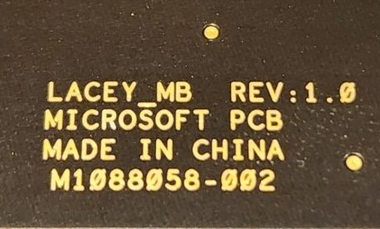 LACEY_MB REV:1.0
MICROSOFT PCB
MADE IN CHINA
M1088058-002